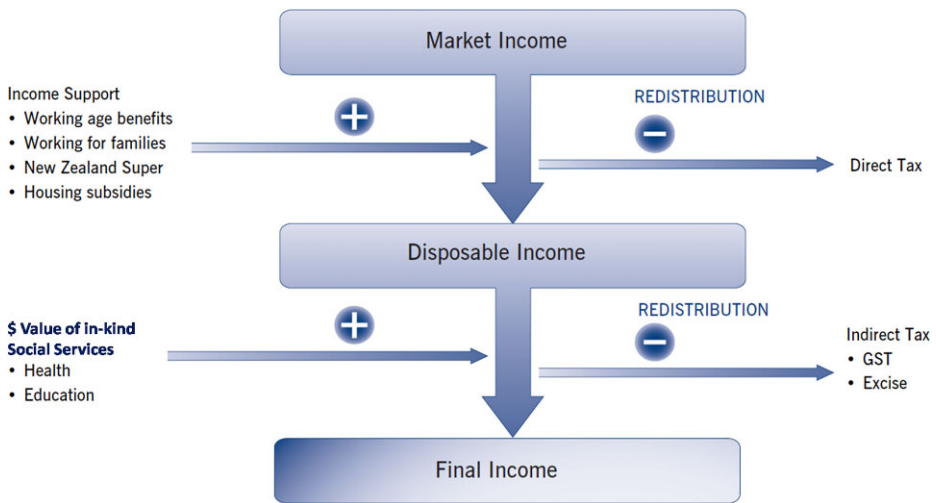 Market Income
Income Support
• Working age benefits
• Working for families
• New Zealand Super
• Housing subsidies
REDISTRIBUTION
Direct Tax
Disposable Income
$ Value of in-kind
Social Services
• Health
• Education
REDISTRIBUTION
Indirect Tax
• GST
• Excise
Final Income